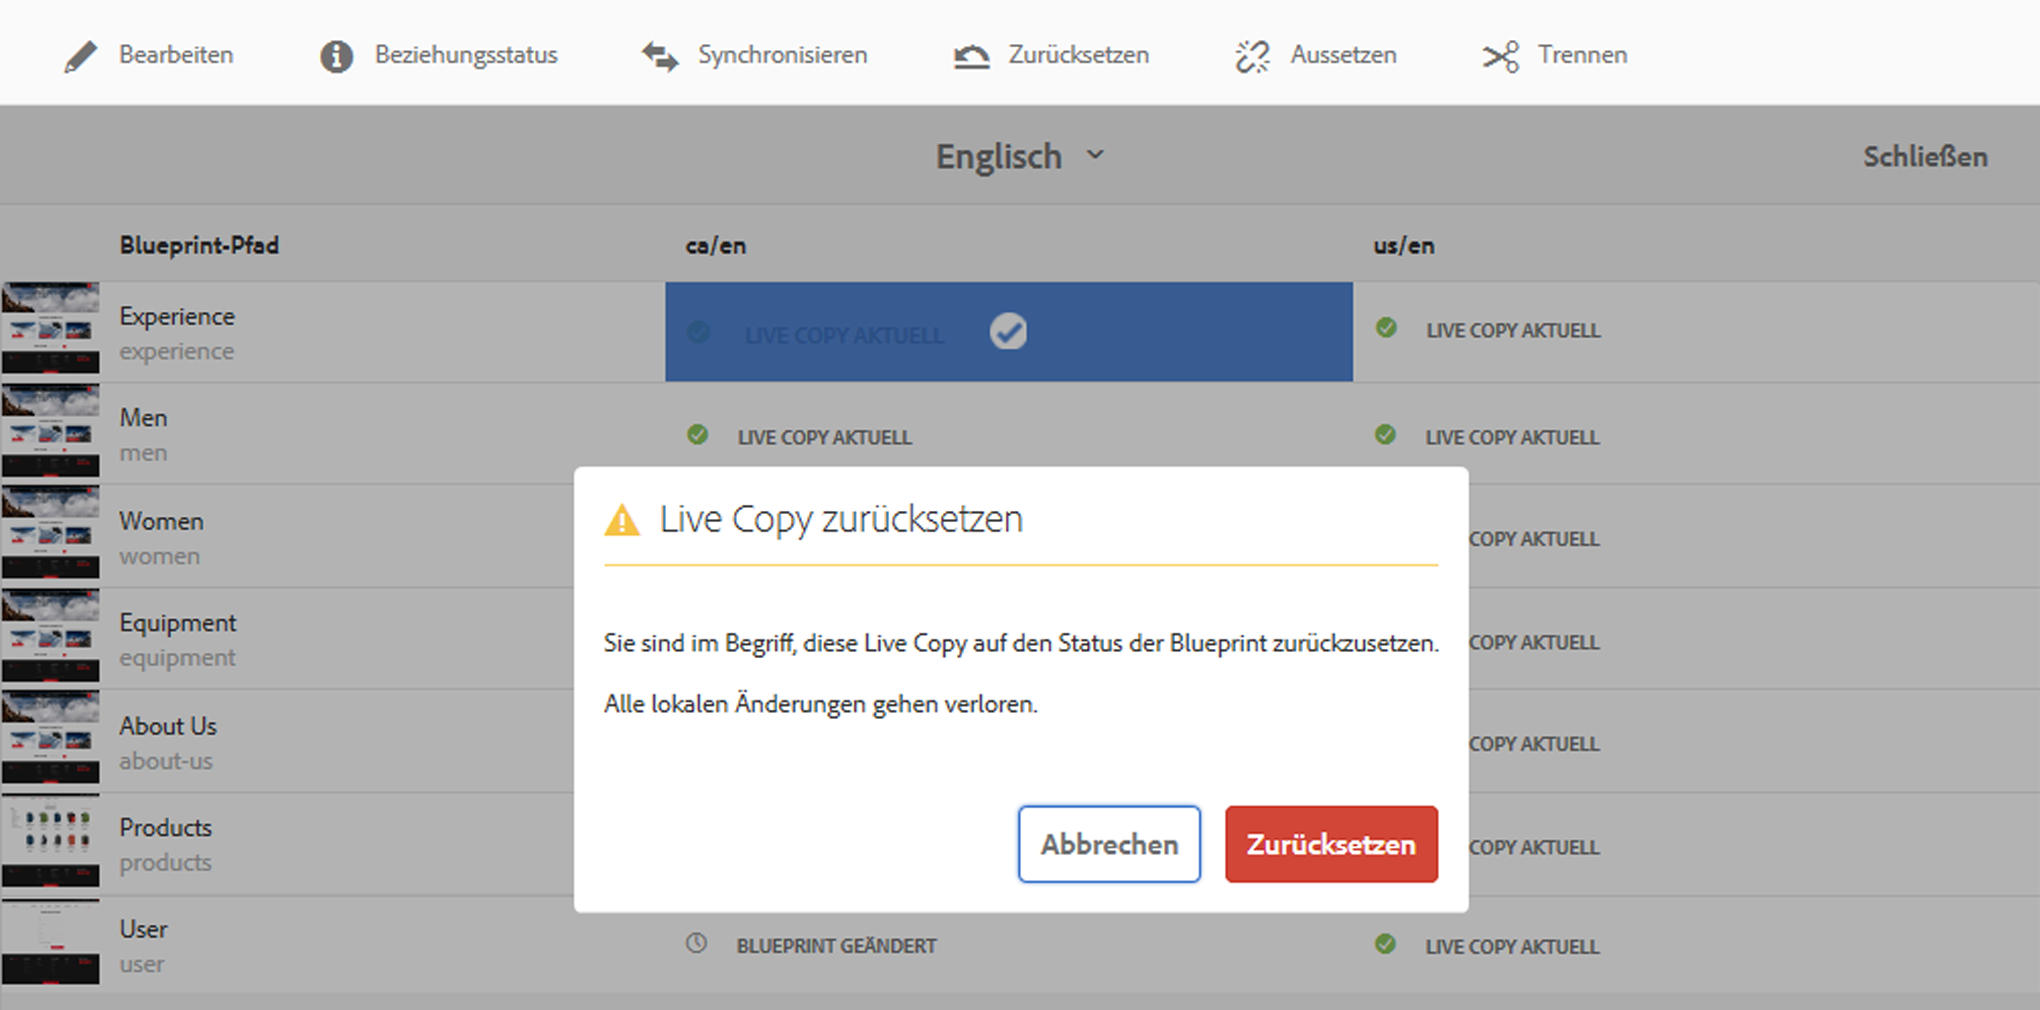 Bearbeiten Beziehungsstatus Synchronisieren Zurücksetzen Aussetzen Trennen
Englisch Schließen
Blueprint-Pfad ca/en us/en
Experience
experience
LIVE COPY AKTUELL LIVE COPY AKTUELL
Men
men
LIVE COPY AKTUELL LIVE COPY AKTUELL
Women
women
COPY AKTUELL
Equipment
equipment
COPY AKTUELL
About Us
about-us
COPY AKTUELL
Products
products
COPY AKTUELL
User
user
BLUEPRINT GEÄNDERT LIVE COPY AKTUELL
Live Copy zurücksetzen
Sie sind im Begriff, diese Live Copy auf den Status der Blueprint zurückzusetzen.
Alle lokalen Änderungen gehen verloren.
Abbrechen Zurücksetzen